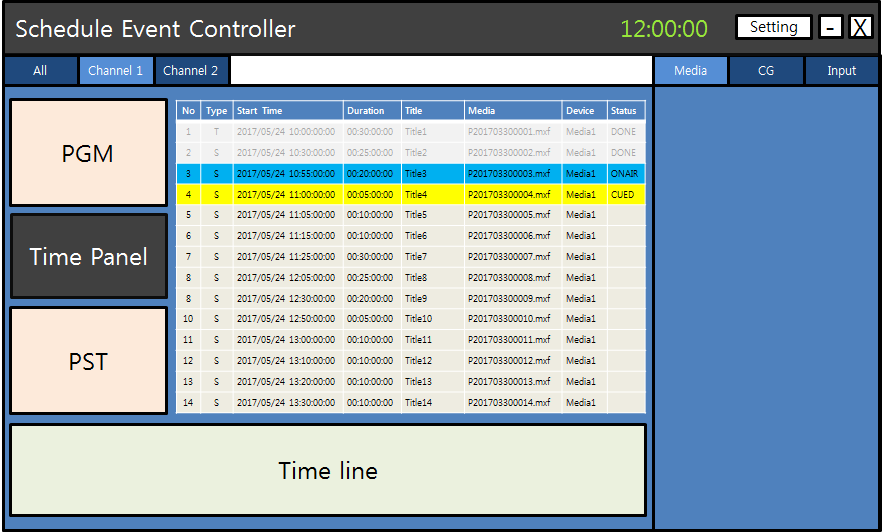 Schedule Event Controller 12:00:00 Setting - X
All Channel 1 Channel 2 Media CG Input
PGM
Time Panel
PST
No Type Start Time Duration Title Media Device Status
1 T 2017/05/24 10:00:00:00 00:30:00:00 Title1 P201703300001.mxf Media1 DONE
2 S 2017/05/24 10:30:00:00 00:25:00:00 Title2 P201703300002.mxf Media1 DONE
3 S 2017/05/24 10:55:00:00 00:20:00:00 Title3 P201703300003.mxf Media1 ONAIR
4 S 2017/05/24 11:00:00:00 00:05:00:00 Title4 P201703300004.mxf Media1 CUED
5 S 2017/05/24 11:05:00:00 00:10:00:00 Title5 P201703300005.mxf Media1
6 S 2017/05/24 11:15:00:00 00:10:00:00 Title6 P201703300006.mxf Media1
7 S 2017/05/24 11:25:00:00 00:30:00:00 Title7 P201703300007.mxf Media1
8 S 2017/05/24 12:05:00:00 00:25:00:00 Title8 P201703300008.mxf Media1
8 S 2017/05/24 12:30:00:00 00:20:00:00 Title9 P201703300009.mxf Media1
10 S 2017/05/24 12:50:00:00 00:05:00:00 Title10 P201703300010.mxf Media1
11 S 2017/05/24 13:00:00:00 00:10:00:00 Title11 P201703300011.mxf Media1
12 S 2017/05/24 13:10:00:00 00:10:00:00 Title12 P201703300012.mxf Media1
13 S 2017/05/24 13:20:00:00 00:10:00:00 Title13 P201703300013.mxf Media1
14 S 2017/05/24 13:30:00:00 00:10:00:00 Title14 P201703300014.mxf Media1
Time line